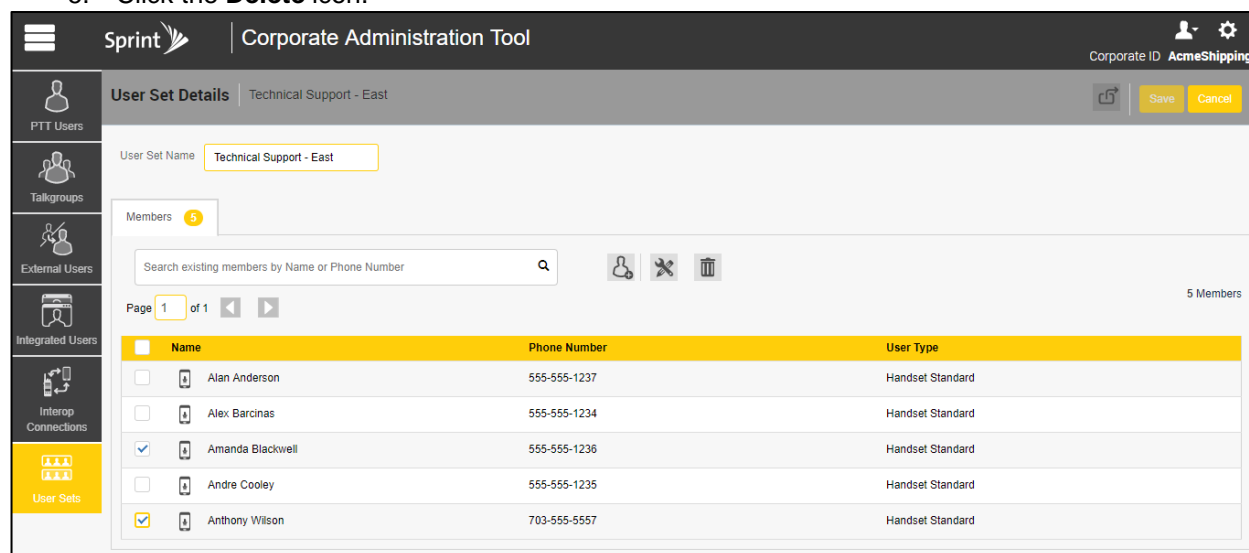 Click the Delete icon.
Sprint Corporate Administration Tool
Corporate ID AcmeShipping
PTT Users
Talkgroups
External Users
Integrated Users
Interop
Connections
User Sets
User Set Details Technical Support - East
Save Cancel
User Set Name Technical Support - East
Members 5
Search existing members by Name or Phone Number
5 Members
Page 1 of 1
Name Phone Number User Type
Alan Anderson 555-555-1237 Handset Standard
Alex Barcinas 555-555-1234 Handset Standard
Amanda Blackwell 555-555-1236 Handset Standard
Andre Cooley 555-555-1235 Handset Standard
Anthony Wilson 703-555-5557 Handset Standard